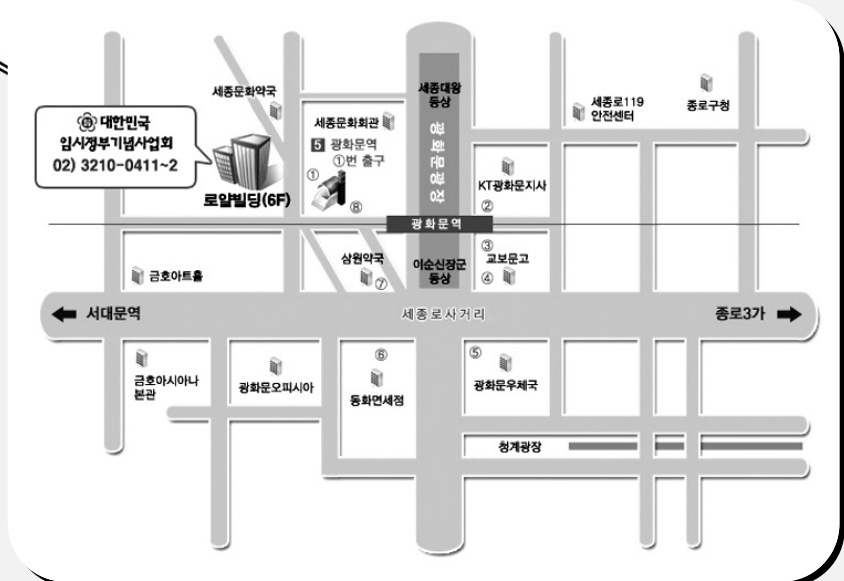 세종문화약국
대한민국
임시정부기념사업회
02) 3210-0411~2
로얄빌딩(6F)
세종문화회관
5 광화문역
①번 출구
①
⑧
세종대왕
동상
광화문광장
세종로119
안전센터
종로구청
KT광화문지사
②
광화문역
③
교보문고
④
이순신장군
동상
삼원약국
⑦
금호아트홀
서대문역
세종로사거리
종로3가
금호아시아나
본관
광화문오피시아
⑥
동화면세점
⑤
광화문우체국
청계광장